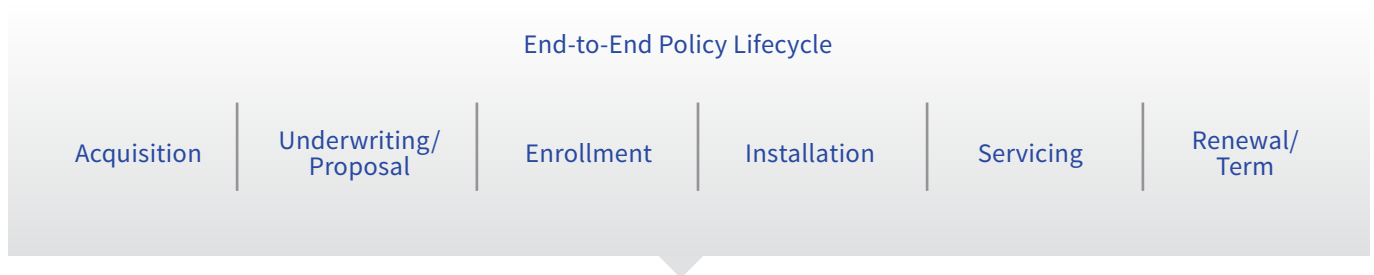 End-to-End Policy Lifecycle
Acquisition
Underwriting/
Proposal
Enrollment
Installation
Servicing
Renewal/
Term